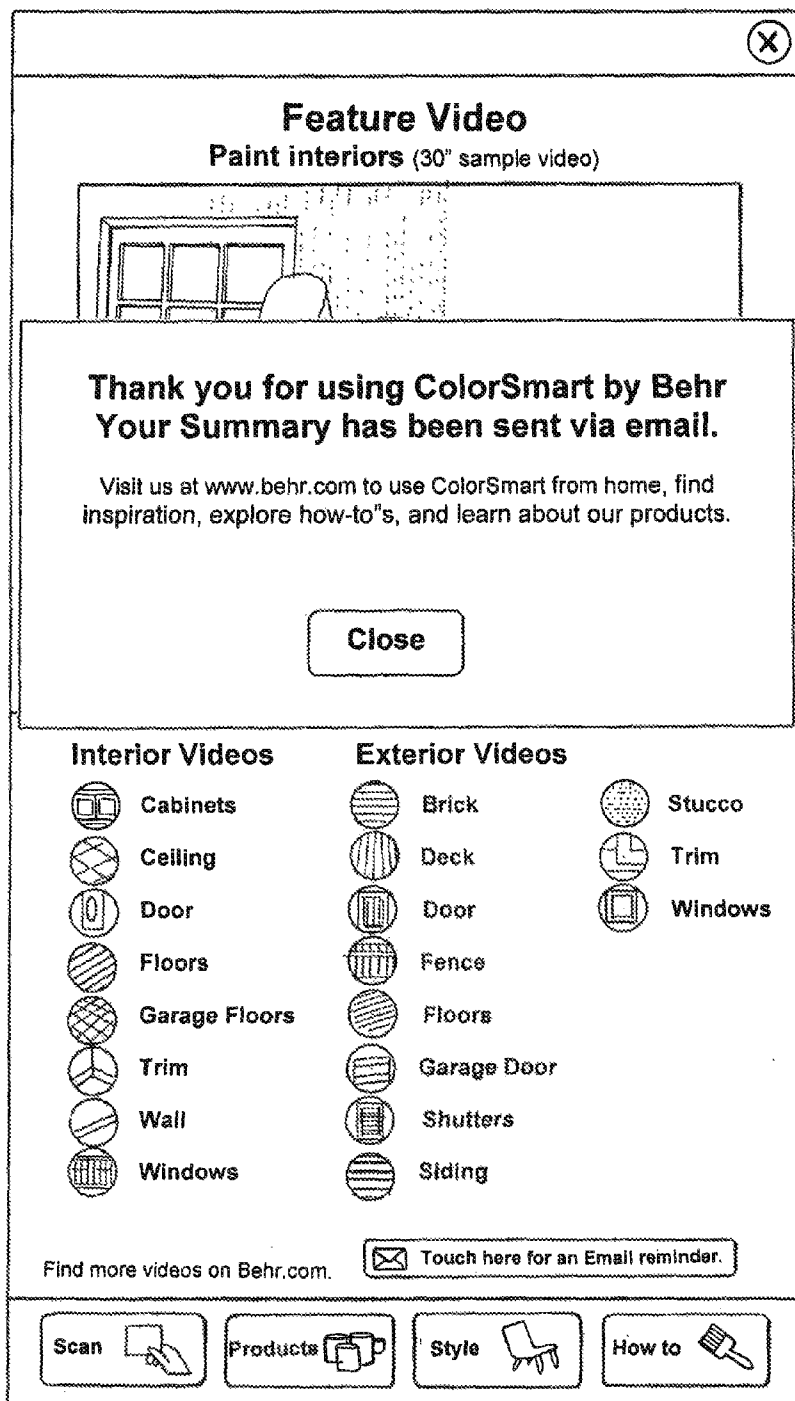 X
Feature Video
Paint interiors (30" sample video)
Thank you for using ColorSmart by Behr
Your Summary has been sent via email.
Visit us at www.behr.com to use ColorSmart from home, find
inspiration, explore how-to"s, and learn about our products.
Close
Interior Videos
Cabinets
Ceiling
Door
Floors
Garage Floors
Trim
Wall
Windows
Exterior Videos
Brick
Deck
Door
Fence
Floors
Garage Door
Shutters
Siding
Stucco
Trim
Windows
Find more videos on Behr.com.
Touch here for an Email reminder.
Scan
Products
Style
How to